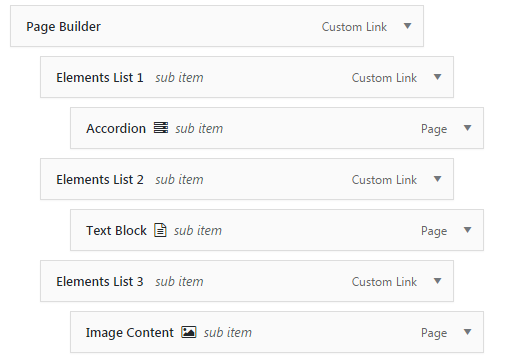 Page Builder Custom Link
Elements List 1 sub item Custom Link
Accordion sub item Page
Elements List 2 sub item Custom Link
Text Block sub item Page
Elements List 3 sub item Custom Link
Image Content sub item Page